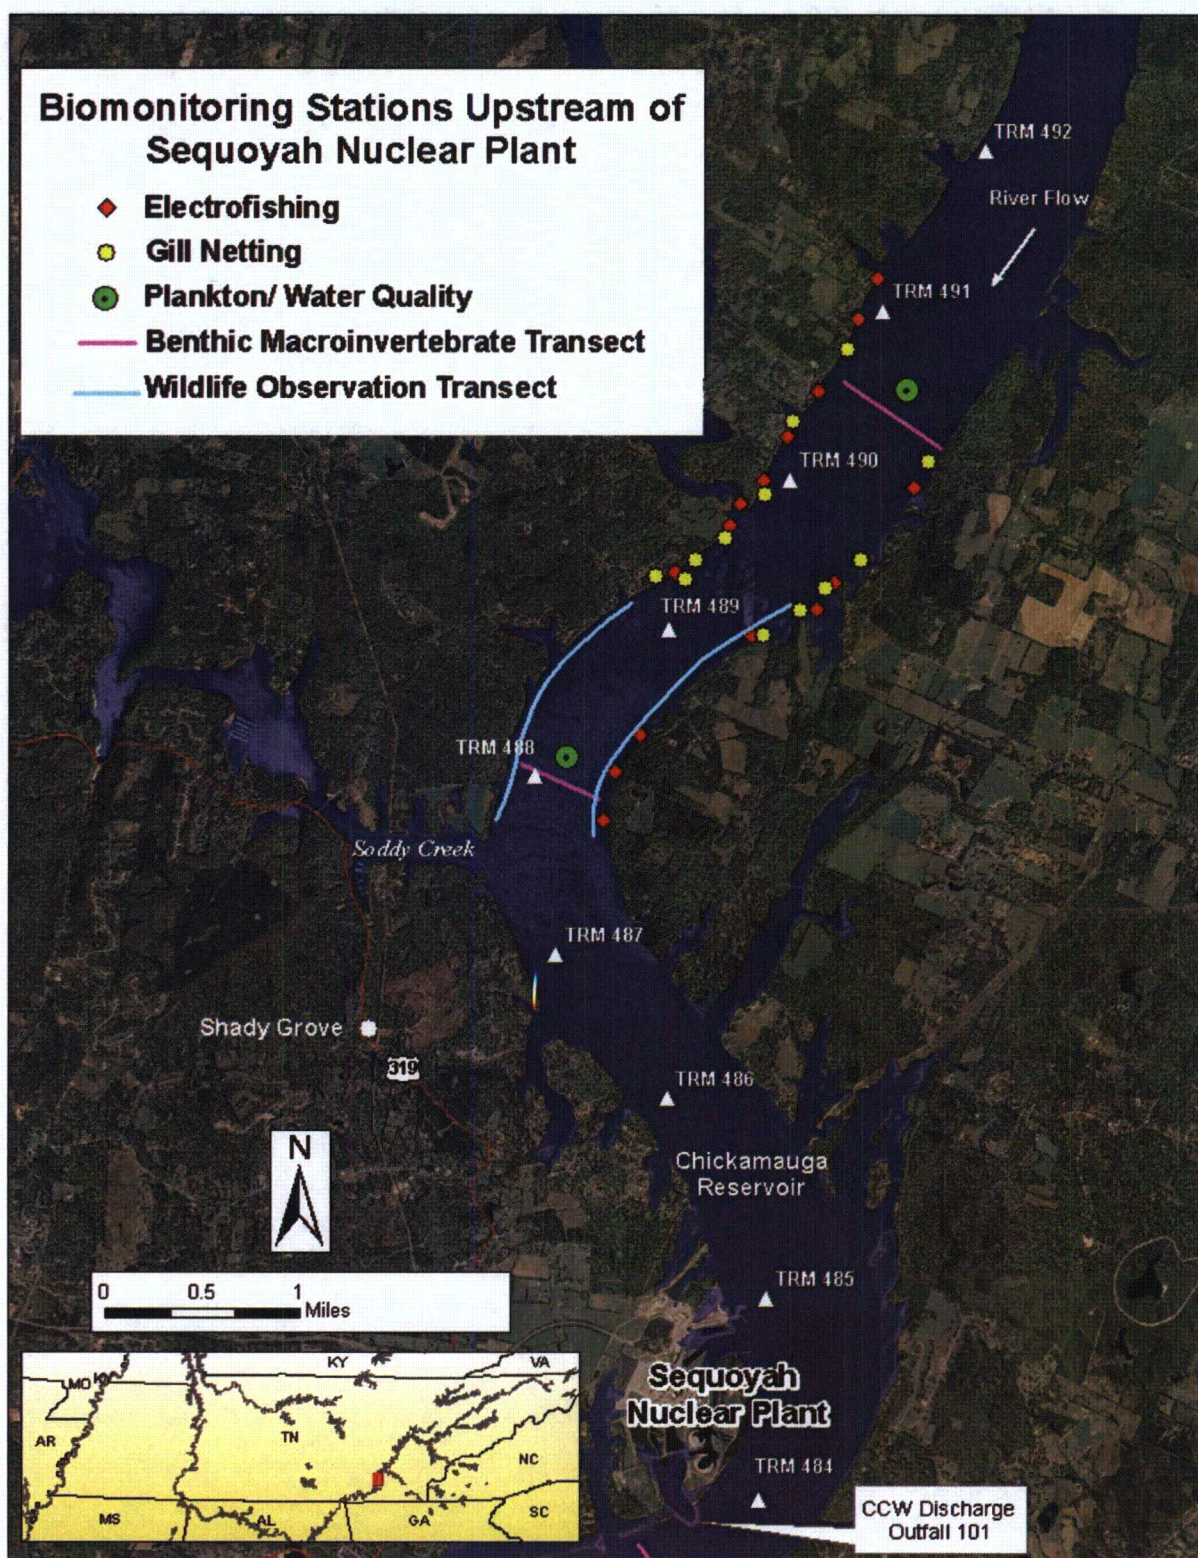 Biomonitoring Stations Upstream of
Sequoyah Nuclear Plant
Electrofishing
Gill Netting
Plankton/ Water Quality
Benthic Macroinvertebrate Transect
Wildlife Observation Transect
TRM 492
River Flow
TRM 491
TRM 490
TRM 489
TRM 488
Soddy Creek
TRM 487
Shady Grove
319
TRM 486
Chickamauga
Reservoir
N
TRM 485
0 0.5 1
Miles
Sequoyah
Nuclear Plant
TRM 484
CCW Discharge
Outfall 101
KY
VA
MO
KY
AR
TN
NC
MS
AL
GA
SC